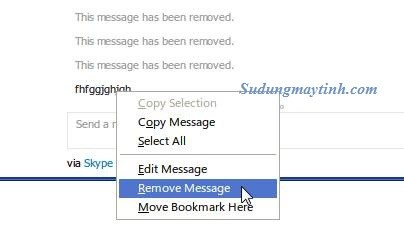 This message has been removed.
This message has been removed.
This message has been removed.
fhfggjghjgh
Sudungmaytinh.com
Copy Selection
Send a
Copy Message
Select All
via Skype
Edit Message
Remove Message
Move Bookmark Here